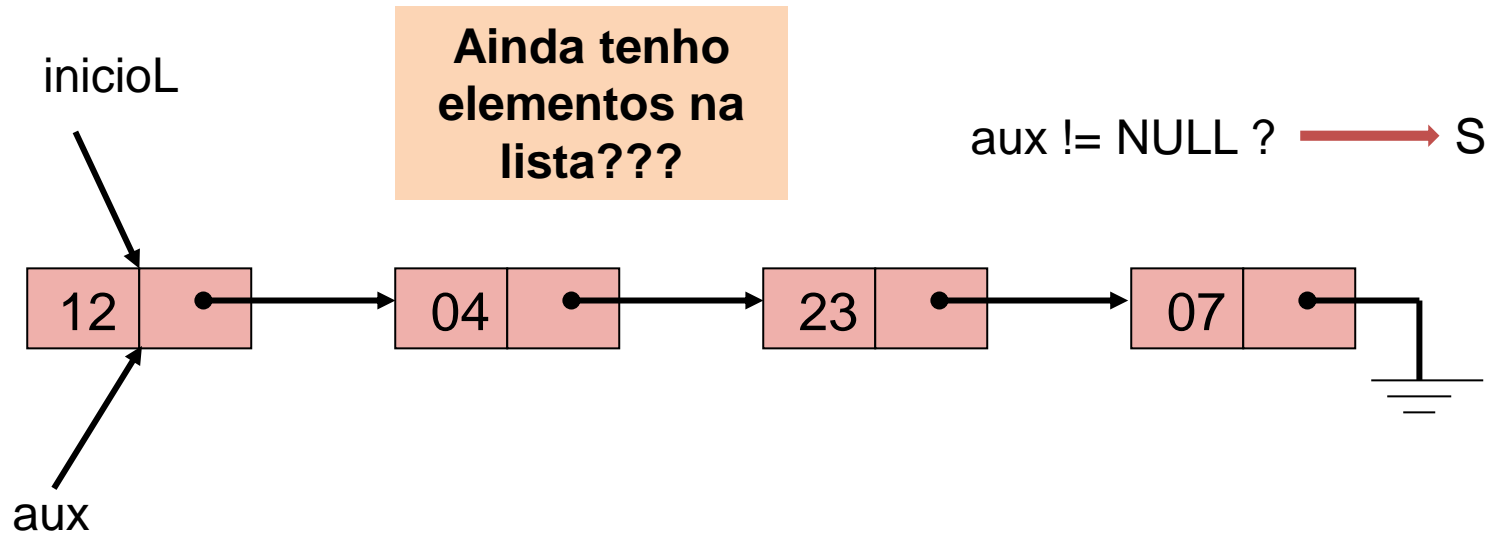 inicioL
Ainda tenho
elementos na
lista???
aux != NULL ? S
12 04 23 07
aux